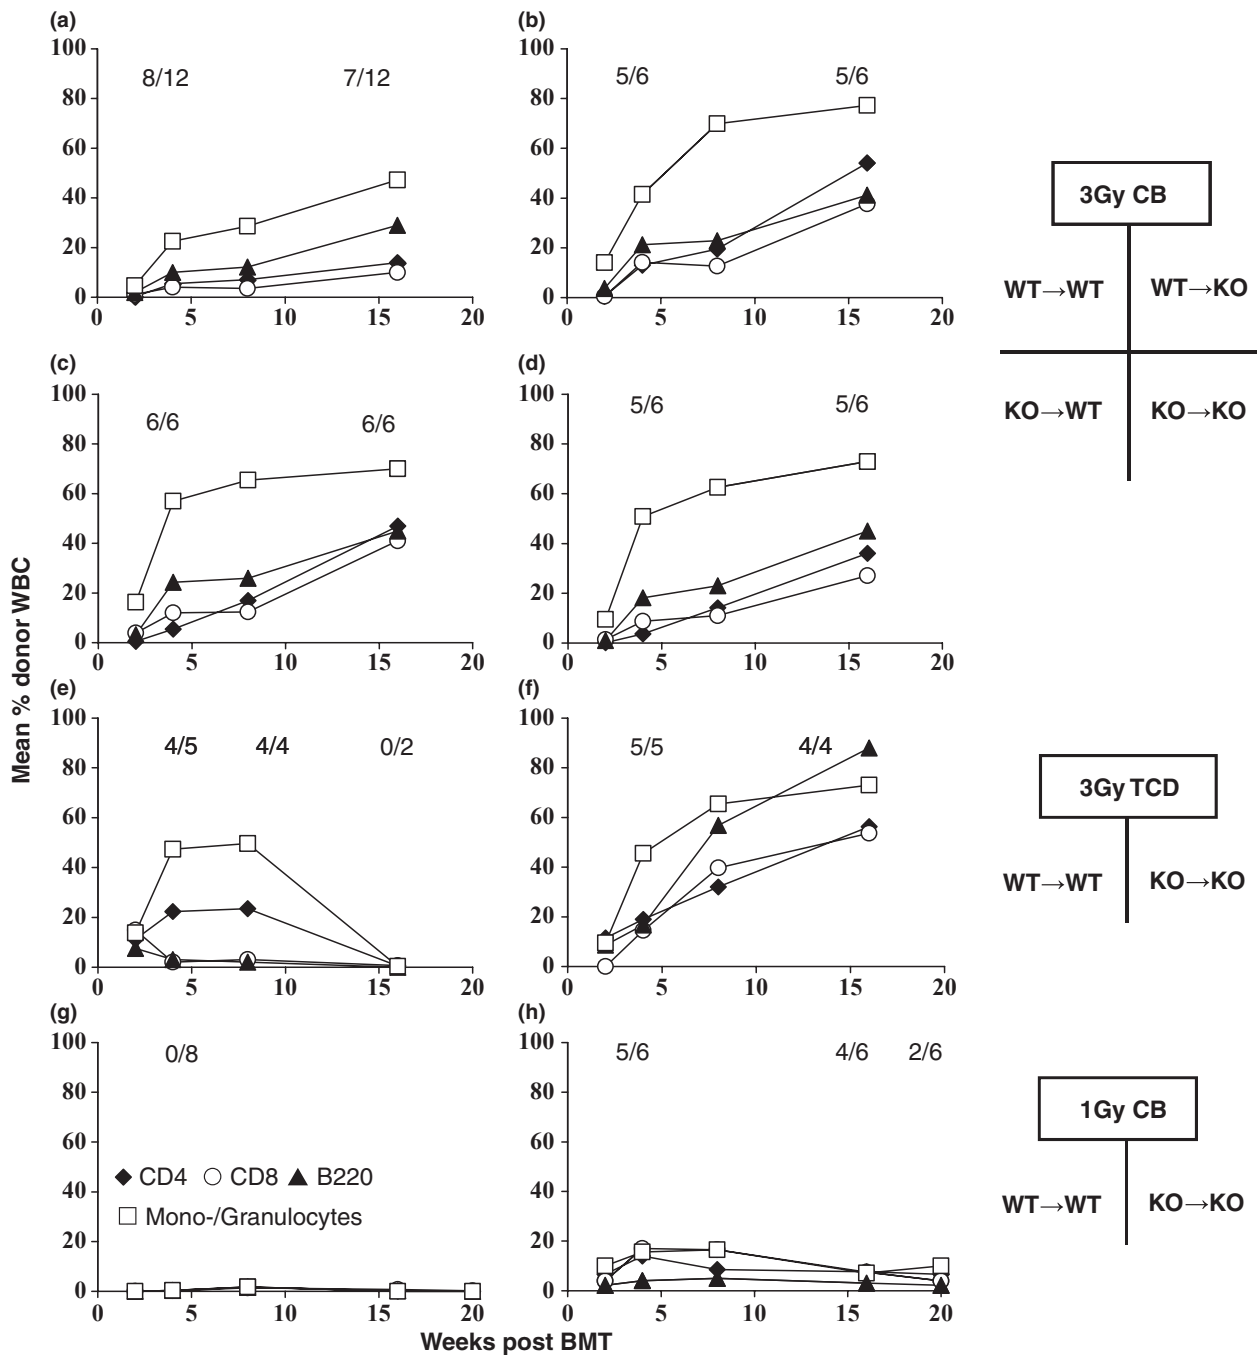 (a)
100
80
60
40
20
0
0 5 10 15 20
8/12 7/12
(b)
100
80
60
40
20
0
0 5 10 15 20
5/6 5/6
3Gy CB
WT→WT WT→KO
KO→WT KO→KO
(c)
100
80
60
40
20
0
0 5 10 15 20
6/6 6/6
(d)
100
80
60
40
20
0
0 5 10 15 20
5/6 5/6
Mean % donor WBC
(e)
100
80
60
40
20
0
0 5 10 15 20
4/5 4/4 0/2
(f)
100
80
60
40
20
0
0 5 10 15 20
5/5 4/4
3Gy TCD
WT→WT KO→KO
(g)
100
80
60
40
20
0
0 5 10 15 20
0/8
CD4 CD8 B220
Mono-/Granulocytes
(h)
100
80
60
40
20
0
0 5 10 15 20
5/6 4/6 2/6
1Gy CB
WT→WT KO→KO
Weeks post BMT